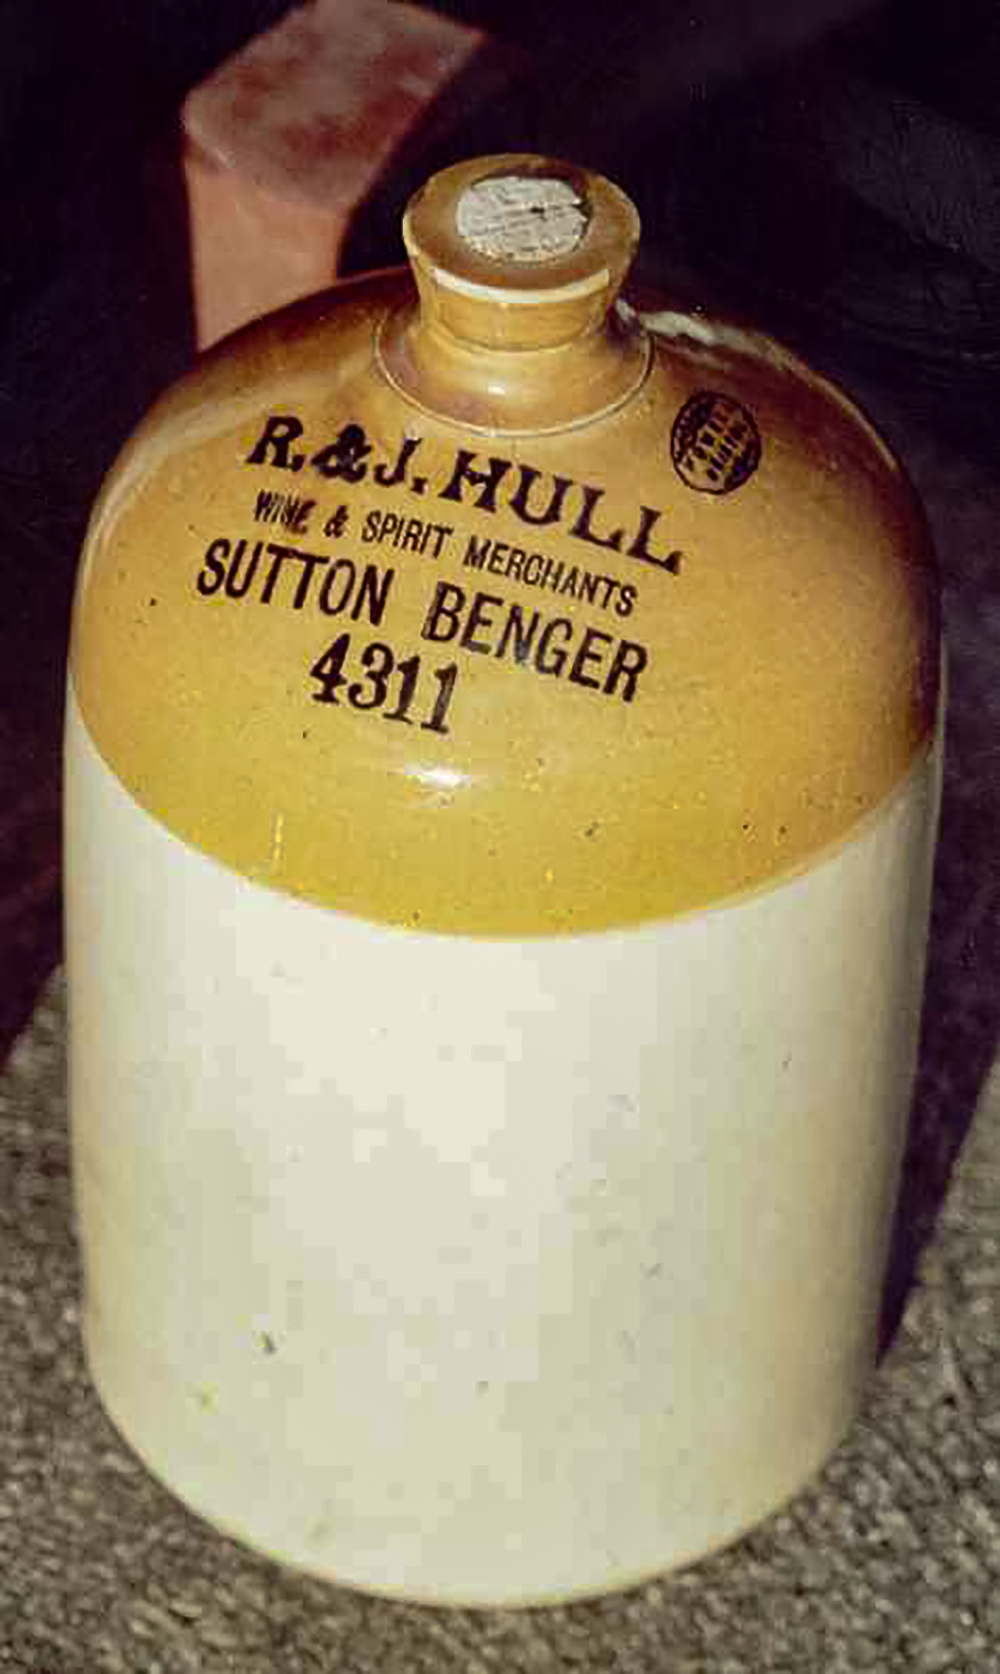 R. & J. HULL
WINE & SPIRIT MERCHANTS
SUTTON BENGER
4311